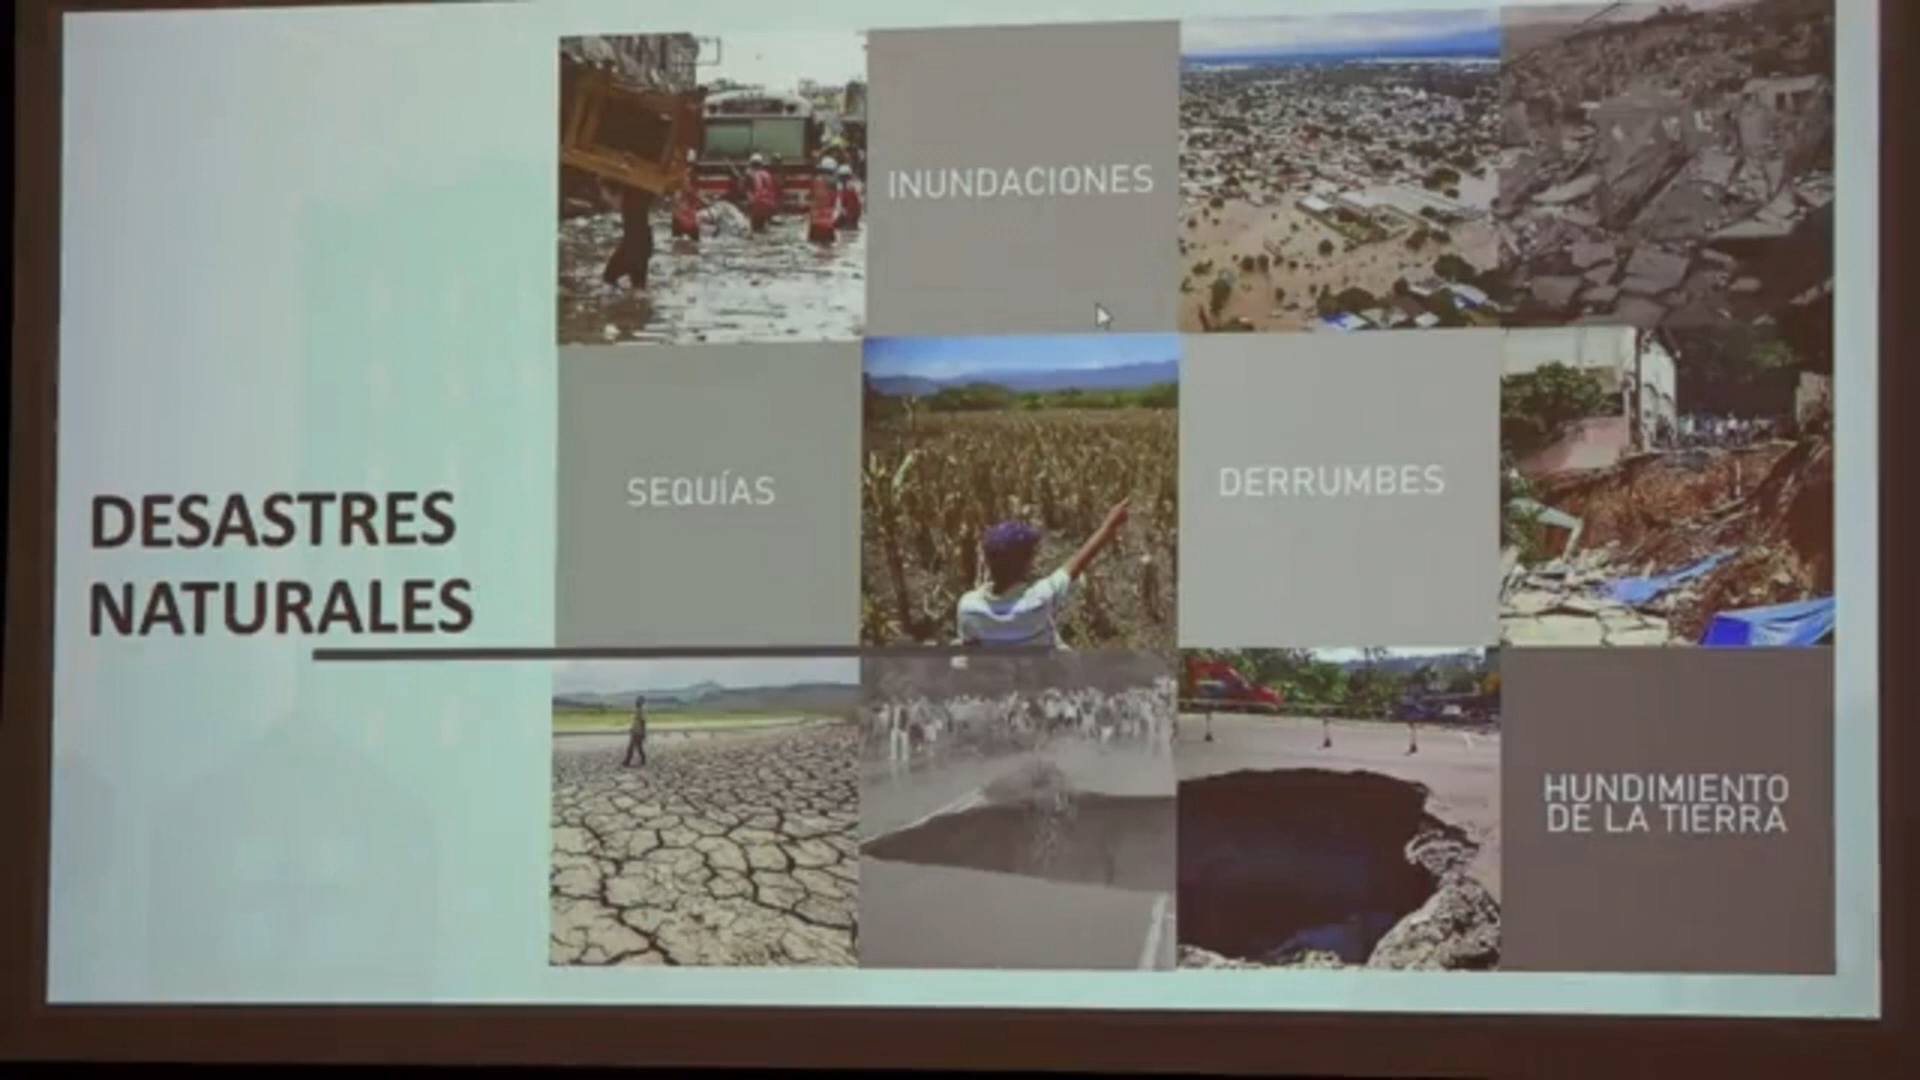 DESASTRES
NATURALES
INUNDACIONES
SEQUÍAS
DERRUMBES
HUNDIMIENTO
DE LA TIERRA